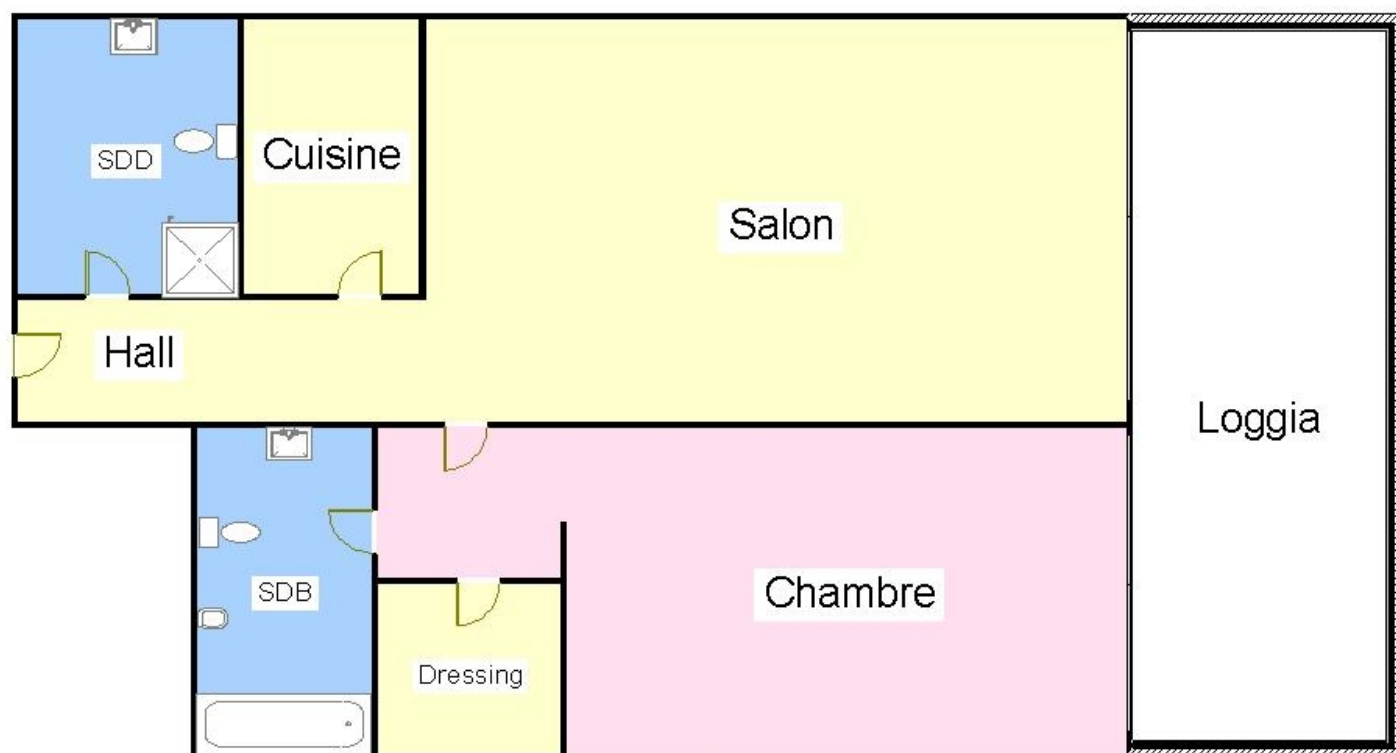 SDD
Cuisine
Salon
Hall
Loggia
SDB
Chambre
Dressing